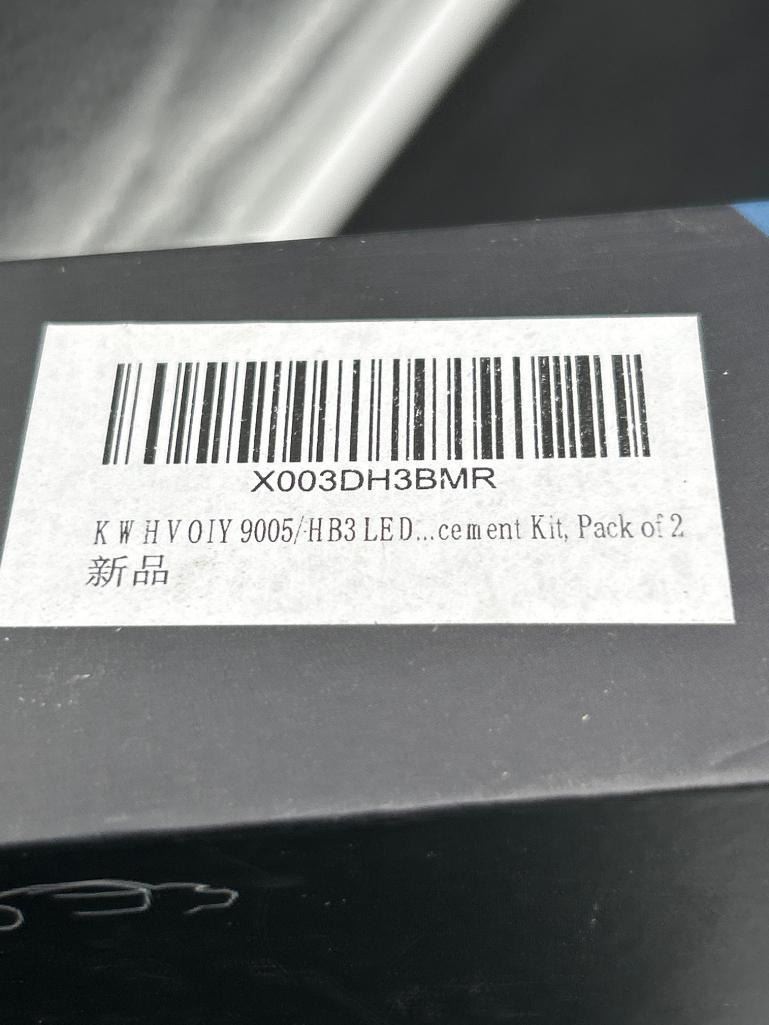 X003DH3BMR
KWHVOIY 9005/HB3 LED...cement Kit, Pack of 2
新品